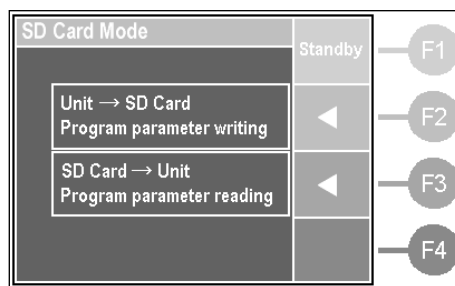 SD Card Mode
Standby
F1
Unit → SD Card
Program parameter writing
F2
SD Card → Unit
Program parameter reading
F3
F4